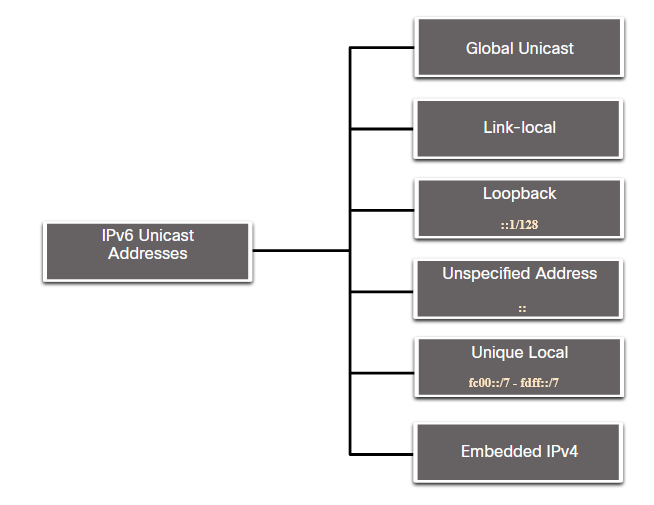 Global Unicast
Link-local
Loopback
::1/128
IPv6 Unicast
Addresses
Unspecified Address
::
Unique Local
fc00::/7 - fdff::/7
Embedded IPv4